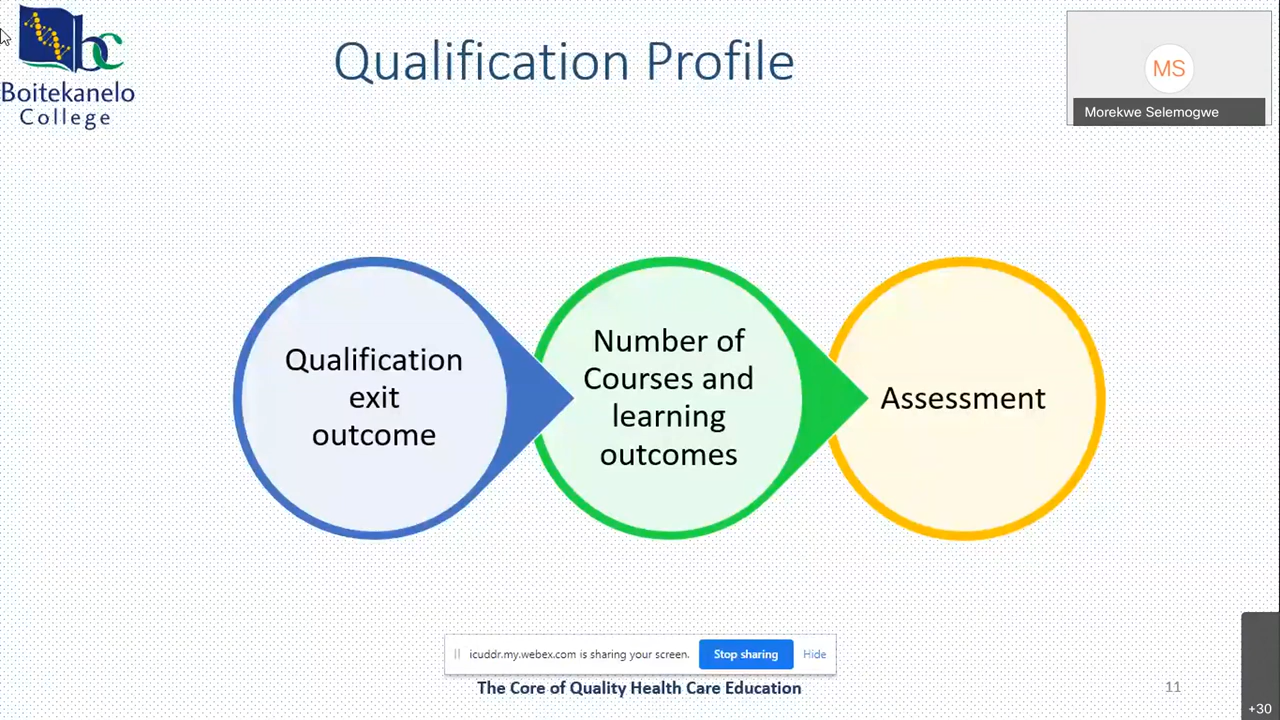 Boitekanelo
College
Qualification Profile
MS
Morekwe Selemogwe
Qualification
exit
outcome
Number of
Courses and
learning
outcomes
Assessment
icuddr.my.webex.com is sharing your screen.
Stop sharing
Hide
The Core of Quality Health Care Education
11
+30